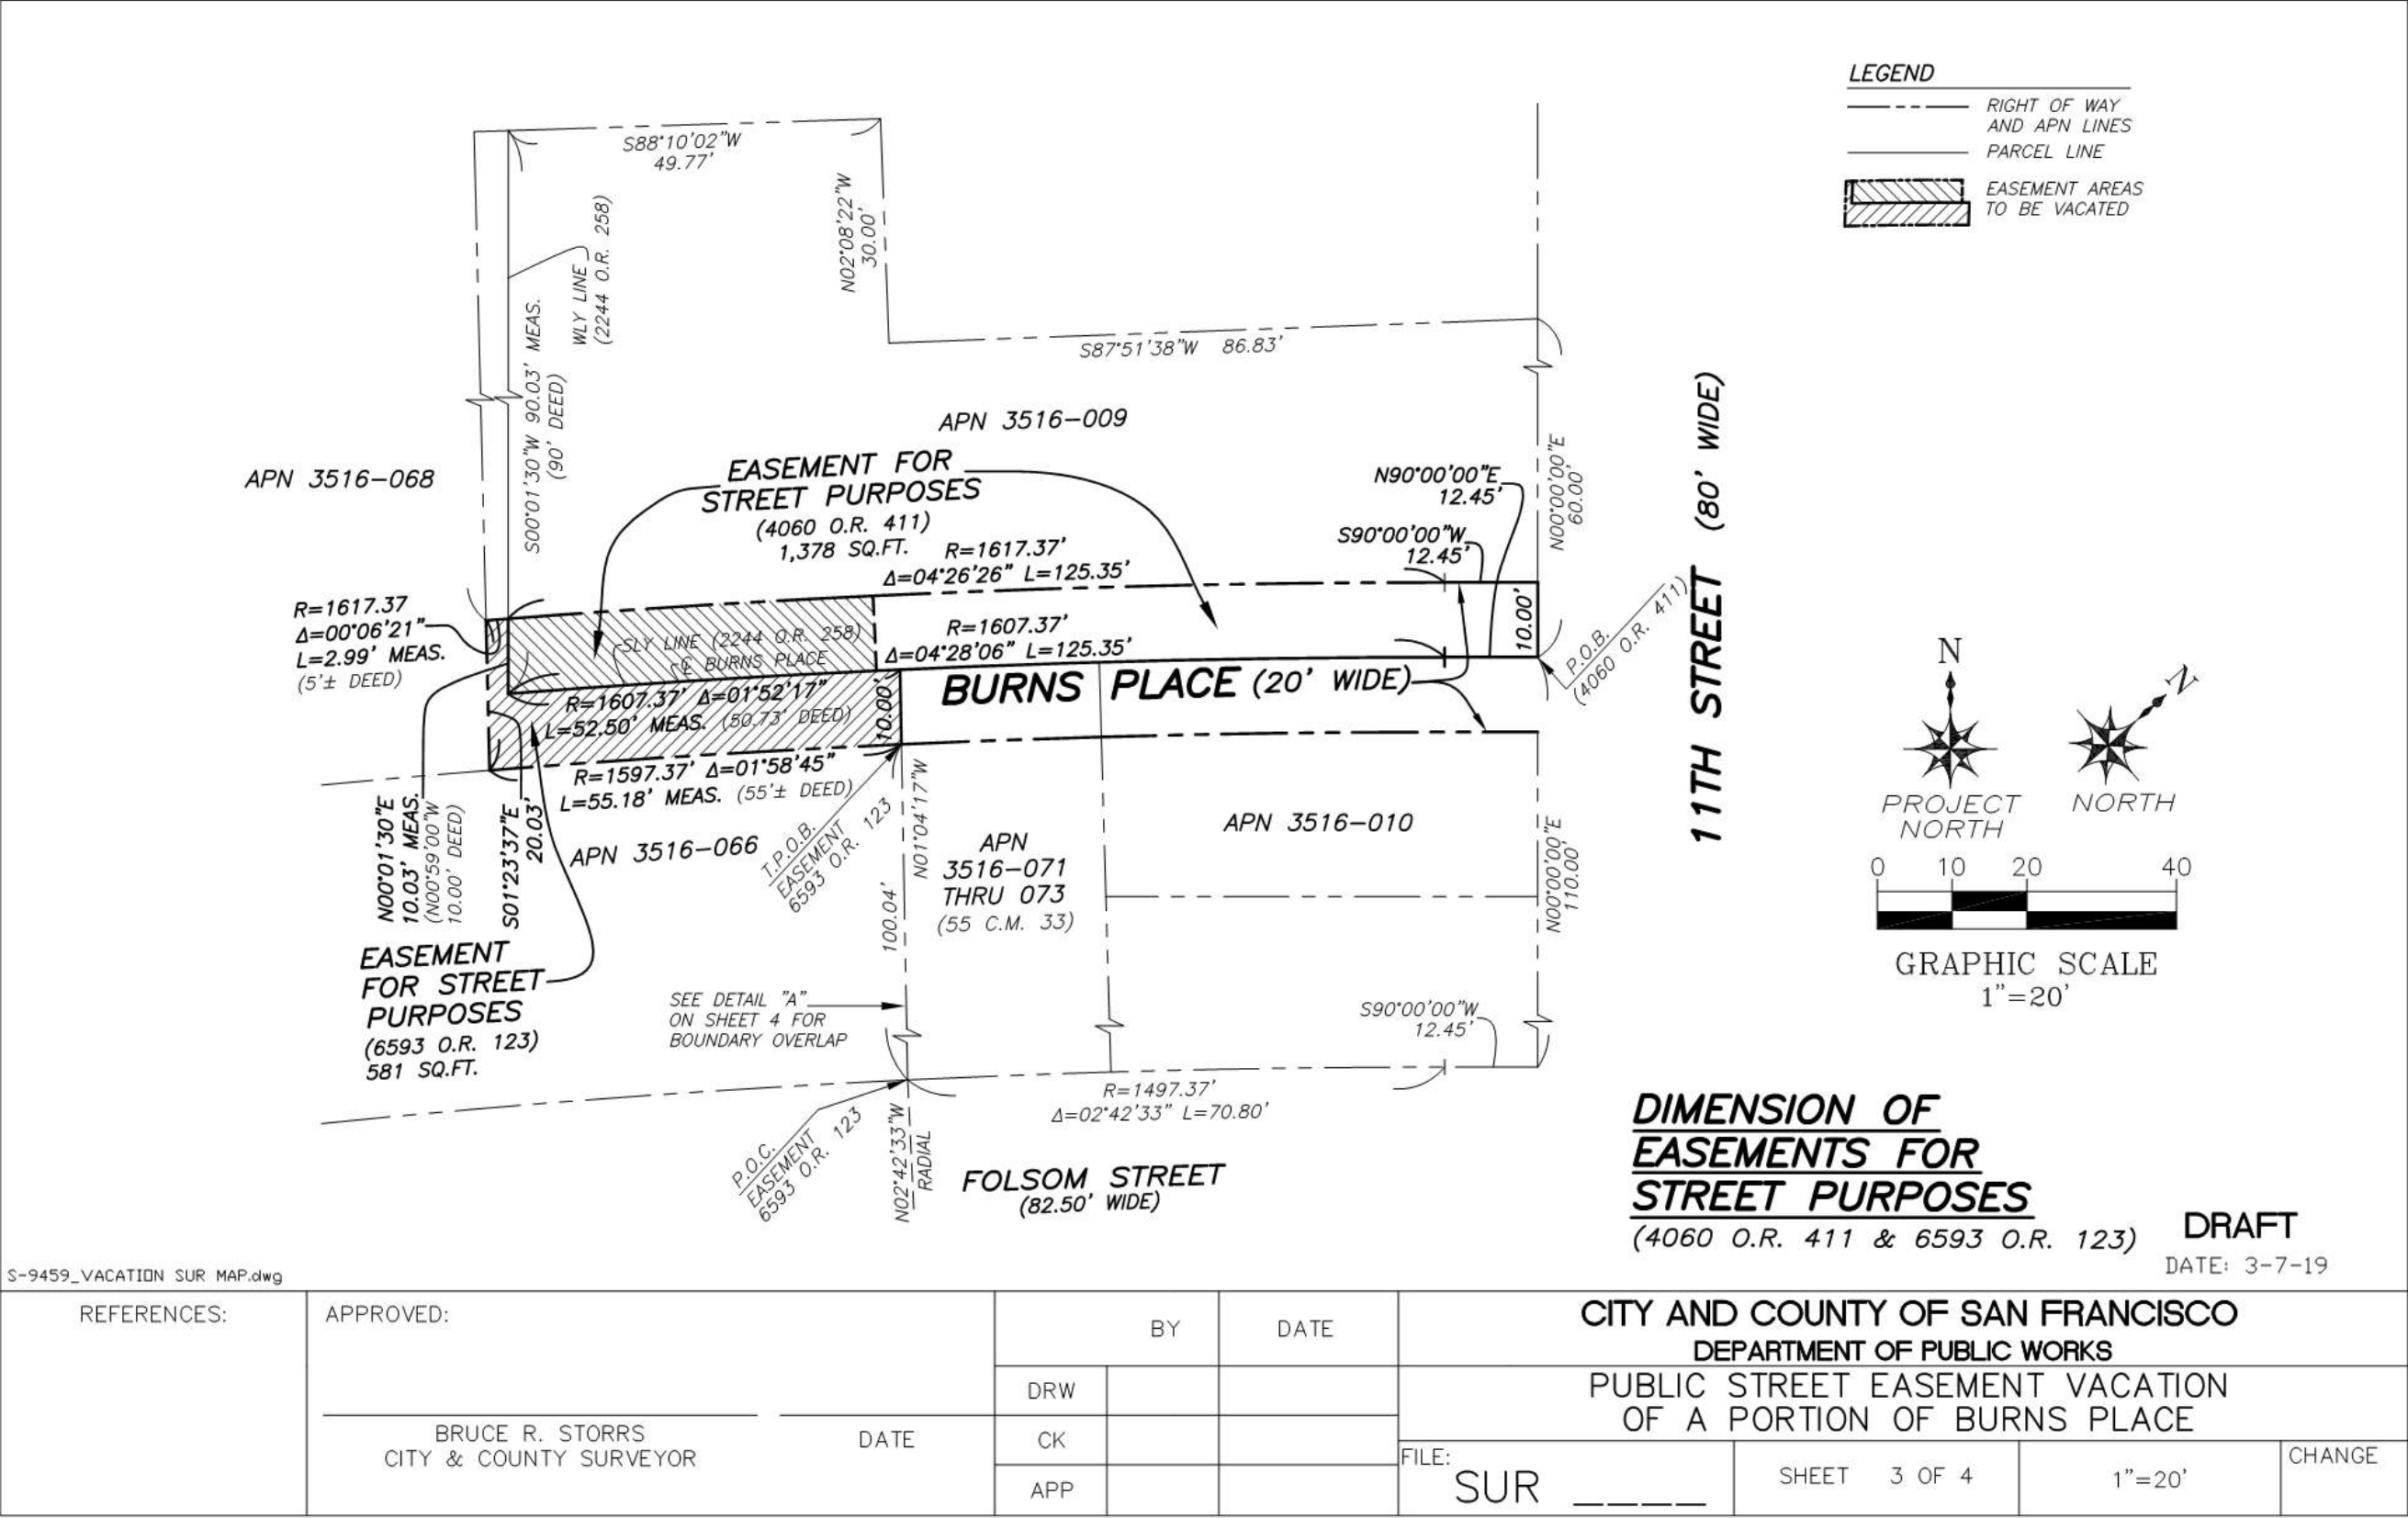 LEGEND
RIGHT OF WAY
AND APN LINES
PARCEL LINE
EASEMENT AREAS
TO BE VACATED
S88°10'02"W
49.77'
N02°08'22"W
30.00'
WLY LINE
(2244 O.R. 258)
S00°01'30"W 90.03' MEAS.
(90' DEED)
S87°51'38"W 86.83'
APN 3516-009
APN 3516-068
EASEMENT FOR
STREET PURPOSES
(4060 O.R. 411)
1,378 SQ.FT.
R=1617.37'
Δ=04°26'26" L=125.35'
N90°00'00"E
12.45'
S90°00'00"W
12.45'
N00°00'00"E
60.00'
11TH STREET (80' WIDE)
R=1617.37
Δ=00°06'21"
L=2.99' MEAS.
(5'± DEED)
SLY LINE (2244 O.R. 258)
℄ BURNS PLACE
R=1607.37'
Δ=04°28'06" L=125.35'
10.00'
P.O.B.
(4060 O.R. 411)
BURNS PLACE (20' WIDE)
R=1607.37' Δ=01°52'17"
L=52.50' MEAS. (50.73' DEED)
10.00'
R=1597.37' Δ=01°58'45"
L=55.18' MEAS. (55'± DEED)
N00°01'30"E
10.03' MEAS.
(N00°59'00"W
10.00' DEED)
S01°23'37"E
20.03'
APN 3516-066
T.P.O.B.
EASEMENT
6593 O.R. 123
N01°04'17"W
100.04'
APN
3516-071
THRU 073
(55 C.M. 33)
APN 3516-010
N00°00'00"E
110.00'
N
PROJECT
NORTH
N
NORTH
0 10 20 40
GRAPHIC SCALE
1"=20'
EASEMENT
FOR STREET
PURPOSES
(6593 O.R. 123)
581 SQ.FT.
SEE DETAIL "A"
ON SHEET 4 FOR
BOUNDARY OVERLAP
S90°00'00"W
12.45'
R=1497.37'
Δ=02°42'33" L=70.80'
P.O.C.
EASEMENT
6593 O.R. 123
N02°42'33"W
RADIAL
FOLSOM STREET
(82.50' WIDE)
DIMENSION OF
EASEMENTS FOR
STREET PURPOSES
(4060 O.R. 411 & 6593 O.R. 123)
DRAFT
DATE: 3-7-19
S-9459_VACATION SUR MAP.dwg
REFERENCES:
APPROVED:
BRUCE R. STORRS
CITY & COUNTY SURVEYOR
DATE
BY DATE
DRW
CK
APP
CITY AND COUNTY OF SAN FRANCISCO
DEPARTMENT OF PUBLIC WORKS
PUBLIC STREET EASEMENT VACATION
OF A PORTION OF BURNS PLACE
FILE:
SUR ____
SHEET 3 OF 4
1"=20'
CHANGE